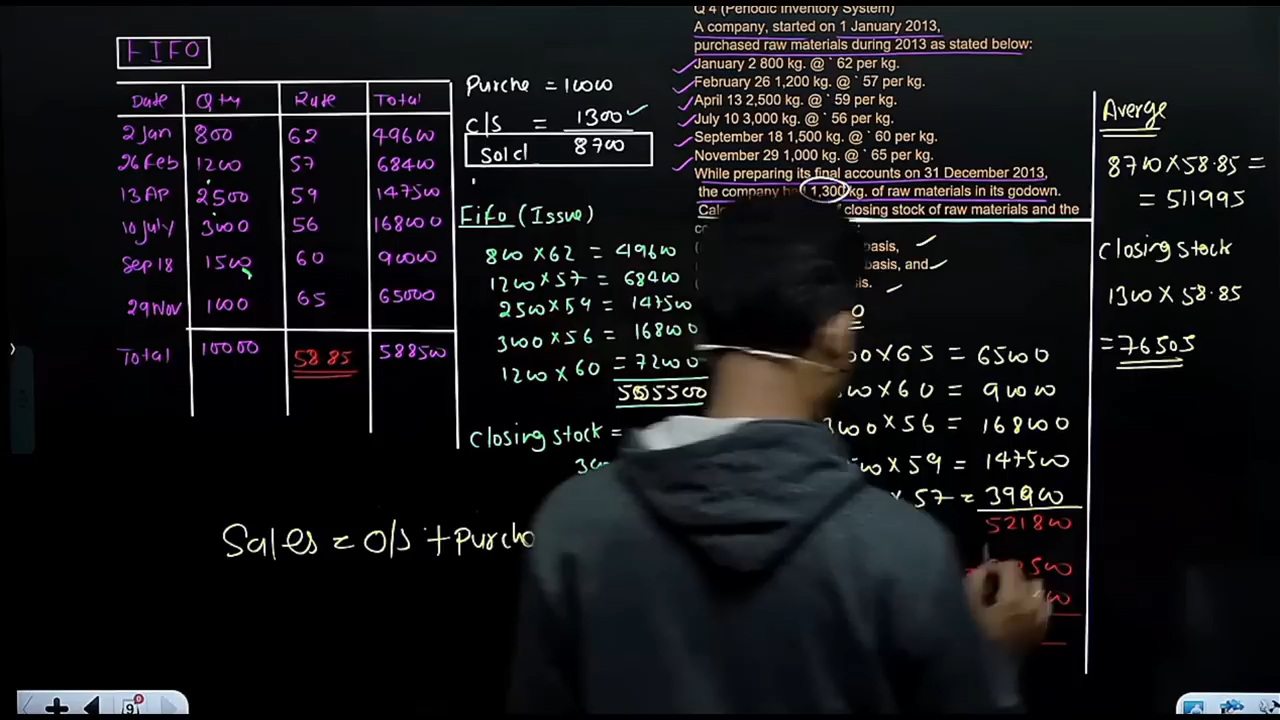 FIFO
Date Qty Rate Total
2 Jan 800 62 49600
26 Feb 1200 57 68400
13 AP 2500 59 147500
10 July 3000 56 168000
Sep 18 1500 60 90000
29 Nov 1000 65 65000
Total 10000 58.85 588500
Purche = 10000
c/s = 1300
Sold 8700
Fifo (Issue)
800 x 62 = 49600
1200 x 57 = 68400
2500 x 59 = 147500
3000 x 56 = 168000
1200 x 60 = 72000
505500
Closing stock =
Sales = O/S + Purcha
Q 4 (Periodic Inventory System)
A company, started on 1 January 2013,
purchased raw materials during 2013 as stated below:
January 2 800 kg. @ ` 62 per kg.
February 26 1,200 kg. @ ` 57 per kg.
April 13 2,500 kg. @ ` 59 per kg.
July 10 3,000 kg. @ ` 56 per kg.
September 18 1,500 kg. @ ` 60 per kg.
November 29 1,000 kg. @ ` 65 per kg.
While preparing its final accounts on 31 December 2013,
the company had 1,300 kg. of raw materials in its godown.
of closing stock of raw materials and the
basis,
basis, and
x 65 = 65000
x 60 = 90000
x 56 = 168000
x 59 = 147500
x 57 = 39900
521800
Averge
8700 x 58.85 =
= 511995
Closing stock
1300 x 58.85
= 76505